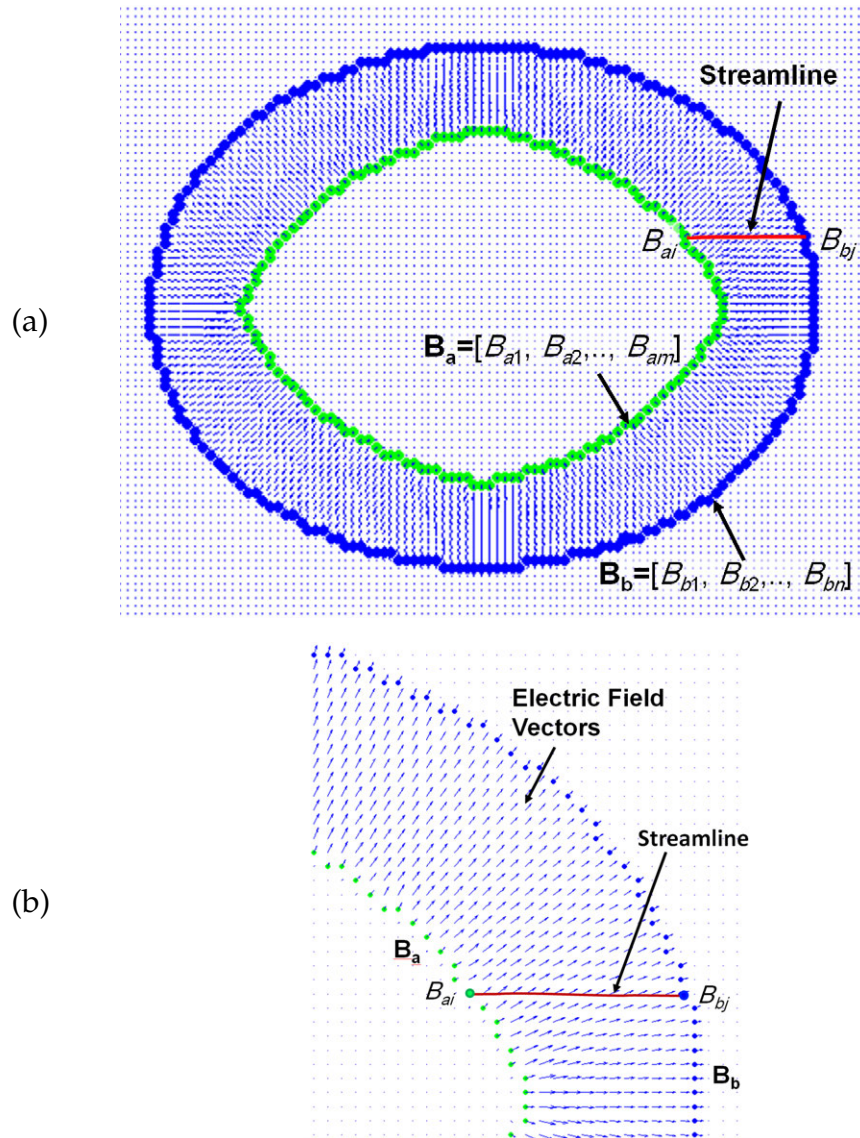 Streamline
Bai
Bbj
(a)
Ba=[Ba1, Ba2,.., Bam]
Bb=[Bb1, Bb2,.., Bbn]
Electric Field
Vectors
Streamline
(b)
Ba
Bai
Bbj
Bb